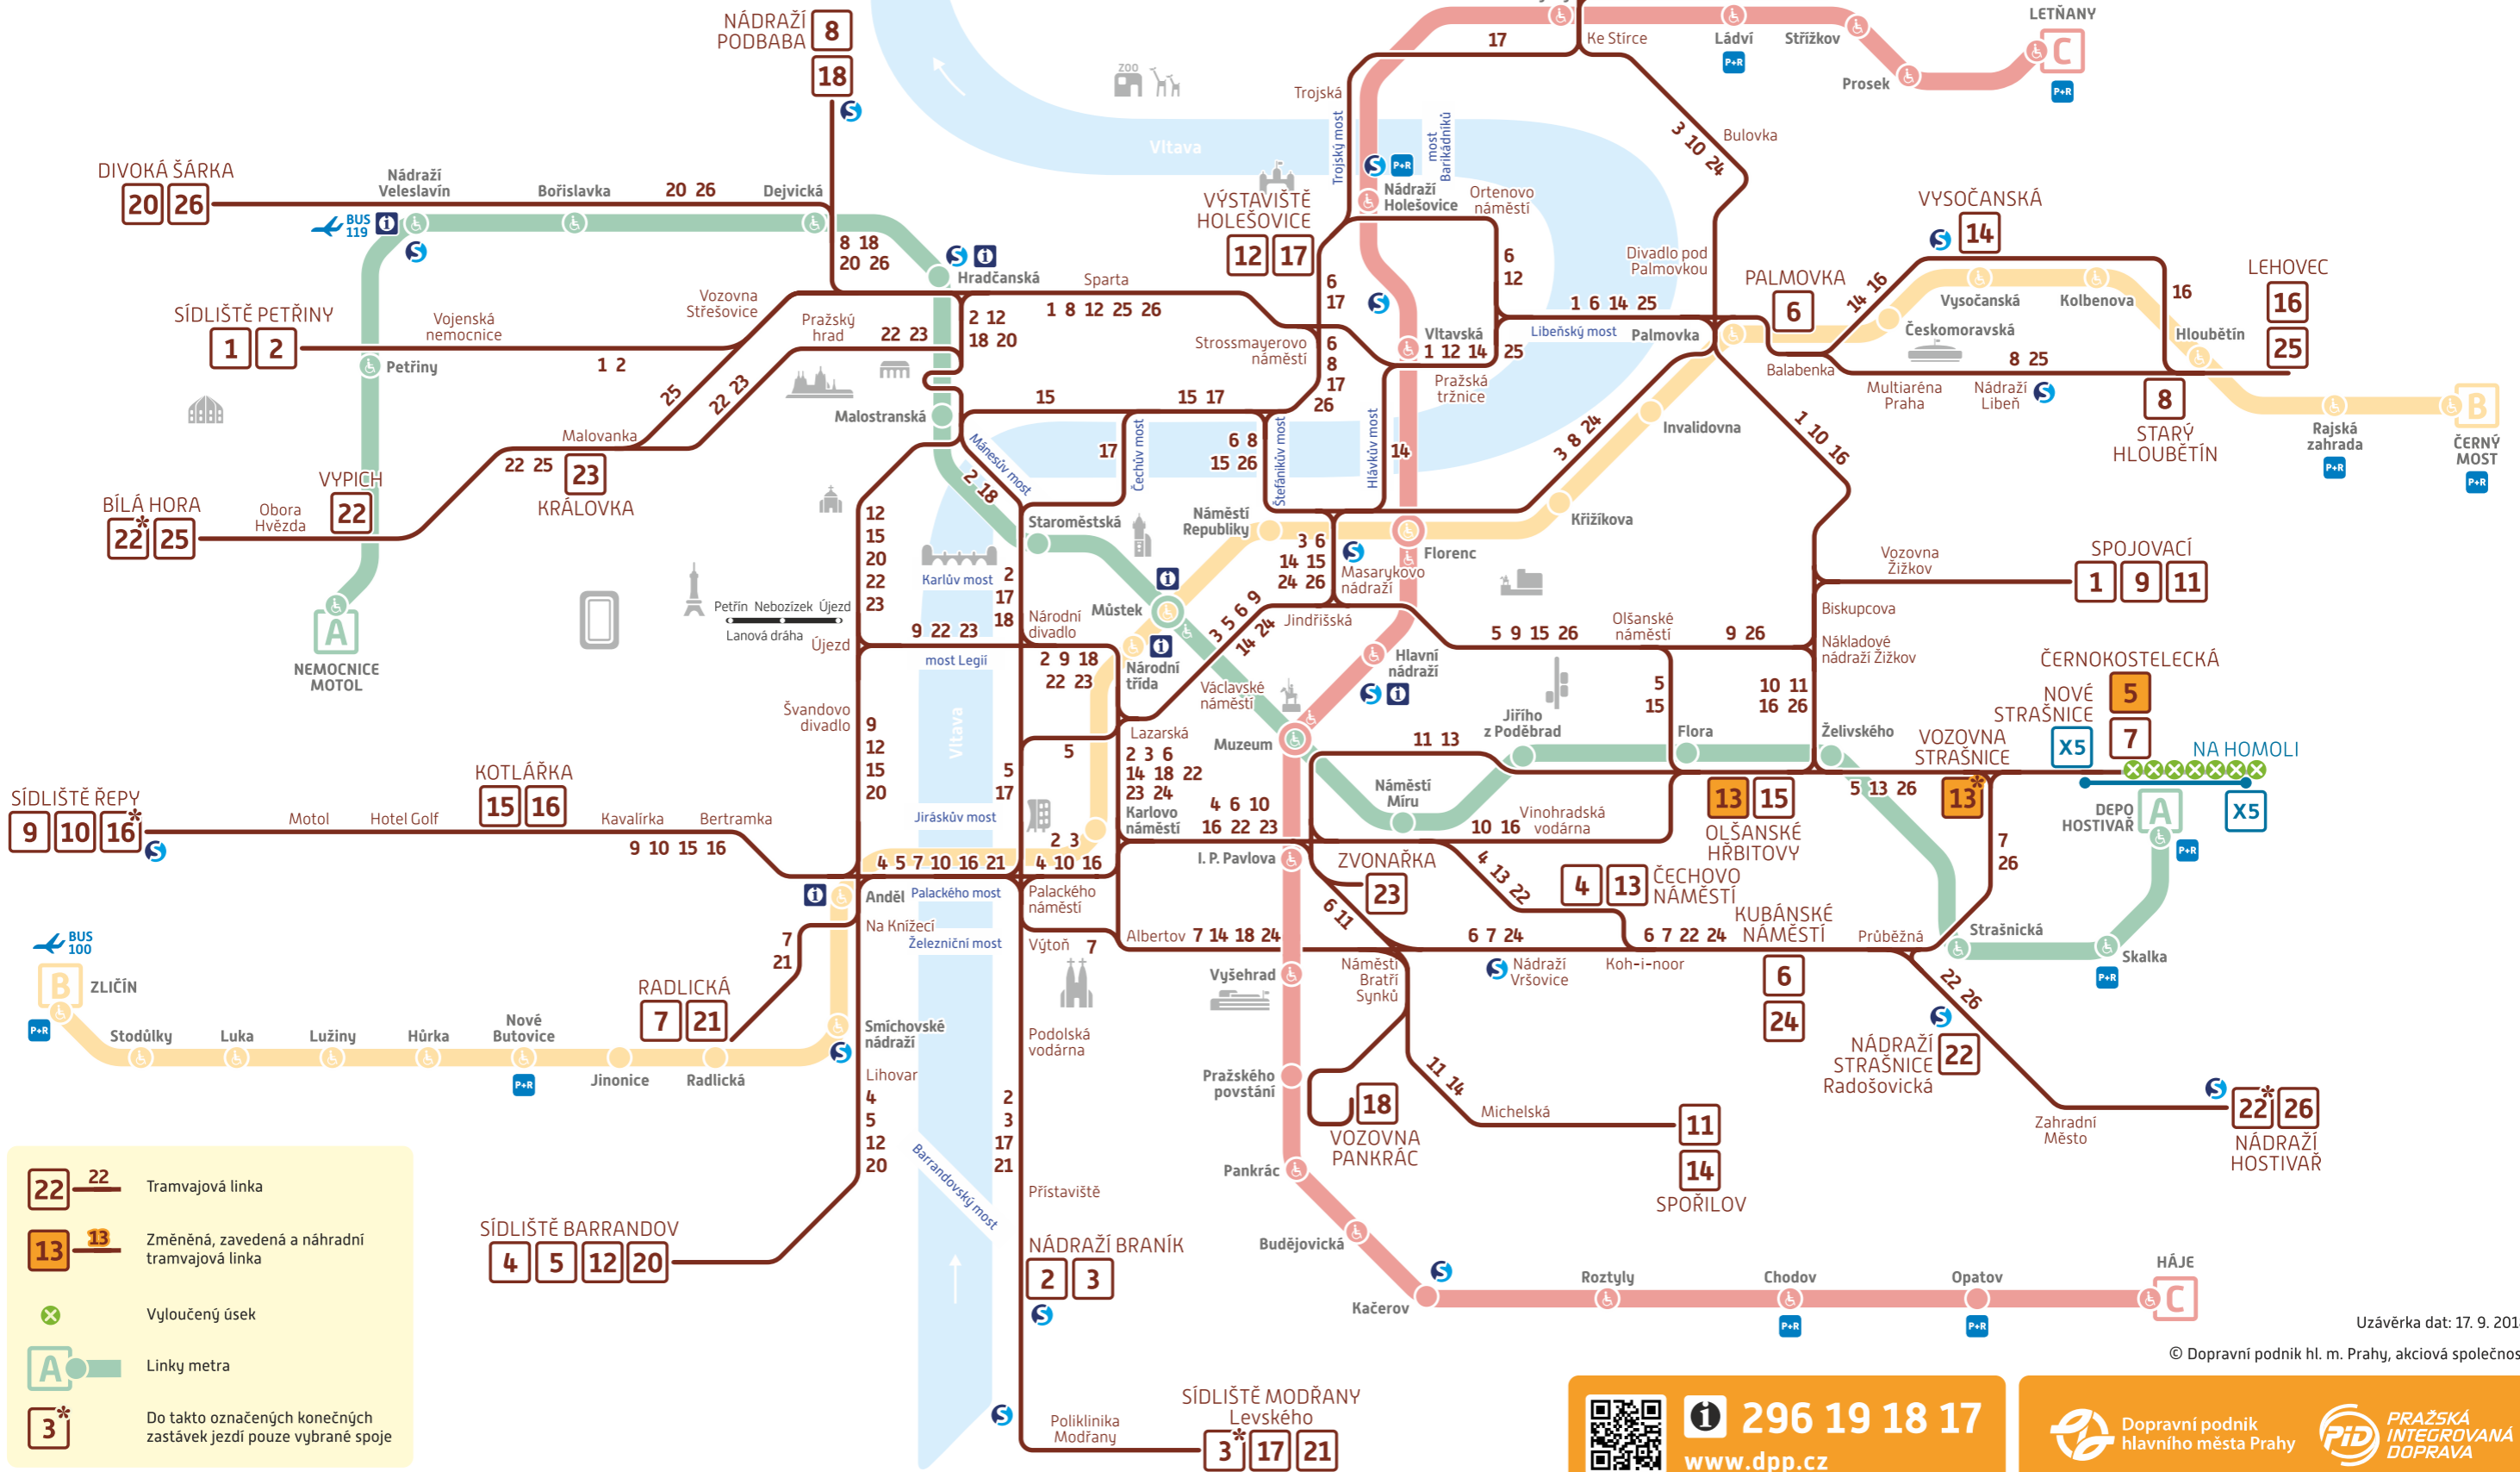 NÁDRAŽÍ
PODBABA
8
18
ZOO
17
Ke Stírce
Ládví
P+R
Střížkov
Prosek
LETŇANY
C
P+R
Trojská
Trojský most
most
Barikádníků
Vltava
3 10 24
Bulovka
DIVOKÁ ŠÁRKA
20 26
Nádraží
Veleslavín
BUS
119
Bořislavka
20 26
Dejvická
8 18
20 26
Hradčanská
VÝSTAVIŠTĚ
HOLEŠOVICE
12 17
P+R
Nádraží
Holešovice
Ortenovo
náměstí
6
12
6
17
Divadlo pod
Palmovkou
VYSOČANSKÁ
14
PALMOVKA
6
14 16
Vysočanská
Kolbenova
16
LEHOVEC
16
25
Českomoravská
Hloubětín
SÍDLIŠTĚ PETŘINY
1 2
Vojenská
nemocnice
Vozovna
Střešovice
1 2
Petřiny
Pražský
hrad
22 23
2 12
18 20
Sparta
1 8 12 25 26
Strossmayerovo
náměstí
6
8
17
26
Vltavská
1 12 14 25
1 6 14 25
Libeňský most
Palmovka
Pražská
tržnice
Balabenka
8 25
Multiaréna
Praha
Nádraží
Libeň
8
STARÝ
HLOUBĚTÍN
Rajská
zahrada
P+R
B
ČERNÝ
MOST
P+R
25
22 23
Malostranská
15
15 17
17
Čechův most
6 8
15 26
Štefánikův most
Hlávkův most
14
3 8 24
Invalidovna
1 10 16
Křižíkova
Malovanka
22 25
23
KRÁLOVKA
VYPICH
22
BÍLÁ HORA
22* 25
Obora
Hvězda
Mánesův most
2 18
Staroměstská
Náměstí
Republiky
Florenc
3 6
14 15
24 26
Masarykovo
nádraží
12
15
20
22
23
Karlův most
2
17
18
Petřín Nebozízek Újezd
Lanová dráha
Újezd
9 22 23
most Legií
Národní
divadlo
2 9 18
22 23
Můstek
Národní
třída
3 5 6 9
14 24
Jindřišská
Václavské
náměstí
Hlavní
nádraží
5 9 15 26
Olšanské
náměstí
9 26
Vozovna
Žižkov
SPOJOVACÍ
1 9 11
Biskupcova
Nákladové
nádraží Žižkov
A
NEMOCNICE
MOTOL
Vltava
Švandovo
divadlo
9
12
15
20
5
17
5
Lazarská
2 3 6
14 18 22
23 24
Karlovo
náměstí
Muzeum
11 13
Jiřího
z Poděbrad
5
15
Flora
10 11
16 26
Želivského
ČERNOKOSTELECKÁ
5
7
NOVÉ
STRAŠNICE
X5
VOZOVNA
STRAŠNICE
13*
NA HOMOLI
X5
DEPO
HOSTIVAŘ
A
P+R
5 13 26
13 15
OLŠANSKÉ
HŘBITOVY
7
26
Náměstí
Míru
10 16
Vinohradská
vodárna
4 6 10
16 22 23
I. P. Pavlova
SÍDLIŠTĚ ŘEPY
9 10 16*
Motol
Hotel Golf
KOTLÁŘKA
15 16
Kavalírka
9 10 15 16
Bertramka
Jiráskův most
2 3
4 5 7 10 16 21
4 10 16
Anděl
Palackého most
Palackého
náměstí
ZVONAŘKA
23
6 11
4 13 22
4 13
ČECHOVO
NÁMĚSTÍ
KUBÁNSKÉ
NÁMĚSTÍ
6
24
Průběžná
Strašnická
Skalka
P+R
Na Knížecí
Železniční most
Výtoň
7
Albertov
7 14 18 24
Vyšehrad
Náměstí
Bratří
Synků
6 7 24
Nádraží
Vršovice
6 7 22 24
Koh-i-noor
22 26
NÁDRAŽÍ
STRAŠNICE
Radošovická
22
Zahradní
Město
22* 26
NÁDRAŽÍ
HOSTIVAŘ
BUS
100
B
ZLIČÍN
P+R
Stodůlky
Luka
Lužiny
Hůrka
Nové
Butovice
P+R
Jinonice
Radlická
RADLICKÁ
7 21
7
21
Smíchovské
nádraží
Lihovar
4
5
12
20
Podolská
vodárna
2
3
17
21
Pražského
povstání
18
VOZOVNA
PANKRÁC
11 14
Michelská
11
14
SPOŘILOV
Pankrác
Barrandovský most
Přístaviště
SÍDLIŠTĚ BARRANDOV
4 5 12 20
NÁDRAŽÍ BRANÍK
2 3
Budějovická
Kačerov
Roztyly
Chodov
P+R
Opatov
P+R
HÁJE
C
Poliklinika
Modřany
SÍDLIŠTĚ MODŘANY
Levského
3* 17 21
22 22 Tramvajová linka
13 13 Změněná, zavedená a náhradní
tramvajová linka
Vyloučený úsek
A Linky metra
3* Do takto označených konečných
zastávek jezdí pouze vybrané spoje
Uzávěrka dat: 17. 9. 201
© Dopravní podnik hl. m. Prahy, akciová společnos
296 19 18 17
www.dpp.cz
Dopravní podnik
hlavního města Prahy
PID
PRAŽSKÁ
INTEGROVANÁ
DOPRAVA